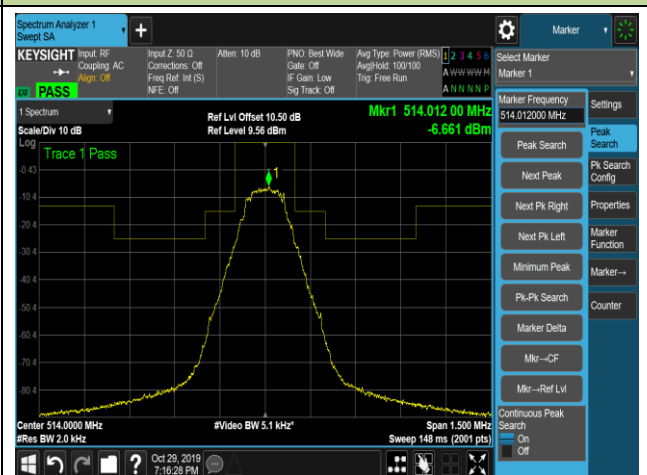 Spectrum Analyzer 1
Swept SA
Marker
KEYSIGHT
Input: RF
Coupling: AC
Align: Off
Input Z: 50 Ω
Corrections: Off
Freq Ref: Int (S)
NFE: Off
Atten: 10 dB
PNO: Best Wide
Gate: Off
IF Gain: Low
Sig Track: Off
Avg Type: Power (RMS)
Avg|Hold: 100/100
Trig: Free Run
1 2 3 4 5 6
A W W W W M
A N N N N P
PASS
Select Marker
Marker 1
1 Spectrum
Scale/Div 10 dB
Ref Lvl Offset 10.50 dB
Ref Level 9.56 dBm
Mkr1 514.012 00 MHz
-6.661 dBm
Log
Trace 1 Pass
1
-0.43
-10.4
-30.4
-40.4
-50.4
-60.4
-70.4
-80.4
Center 514.0000 MHz
#Res BW 2.0 kHz
#Video BW 5.1 kHz*
Span 1.500 MHz
Sweep 148 ms (2001 pts)
Marker Frequency
514.012000 MHz
Peak Search
Next Peak
Next Pk Right
Next Pk Left
Minimum Peak
Pk-Pk Search
Marker Delta
Mkr→CF
Mkr→Ref Lvl
Continuous Peak
Search
On
Off
Settings
Peak
Search
Pk Search
Config
Properties
Marker
Function
Marker→
Counter
?
Oct 29, 2019
7:16:28 PM